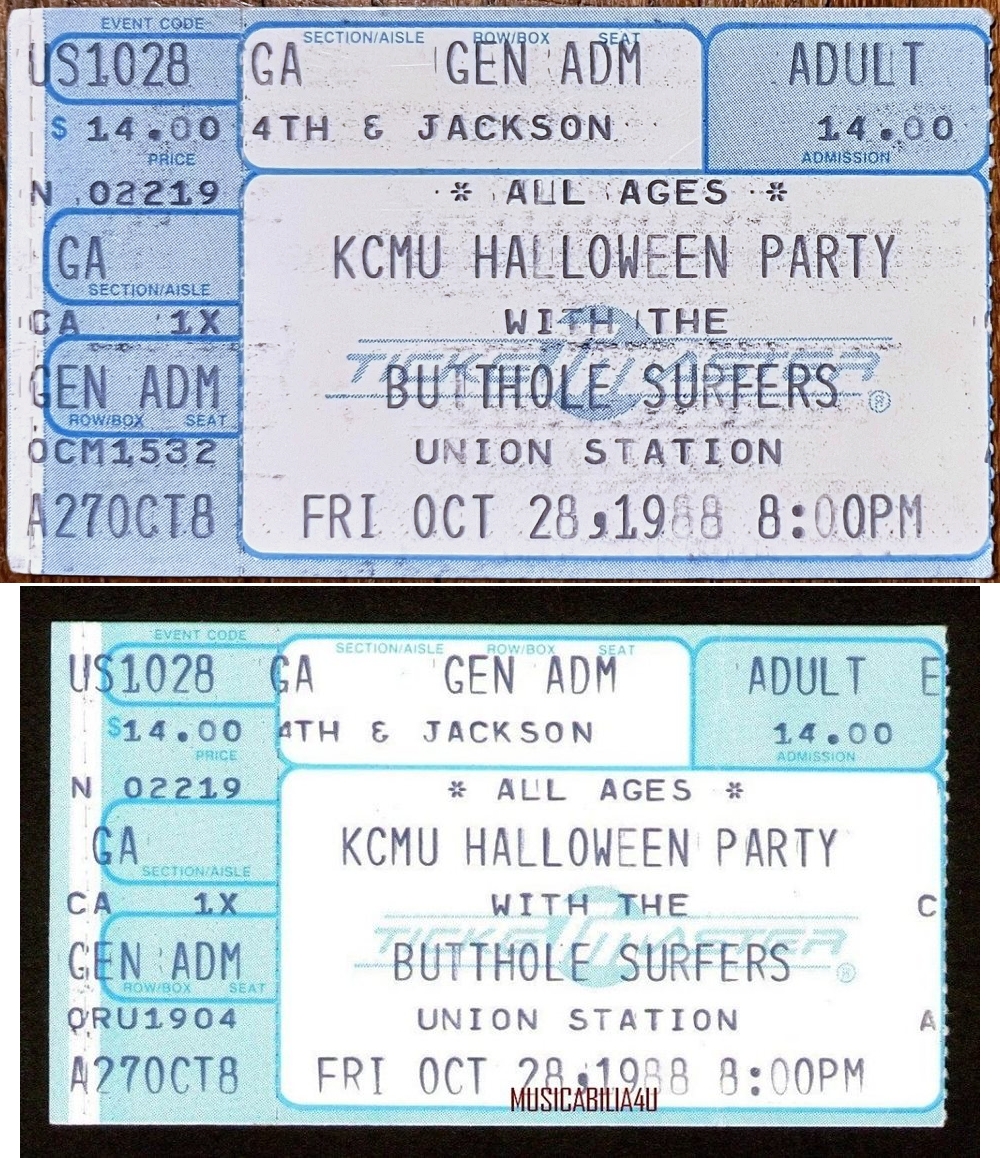 EVENT CODE SECTION/AISLE ROW/BOX SEAT
US1028 GA GEN ADM ADULT
$ 14.00 4TH & JACKSON 14.00
PRICE ADMISSION
N 02219 * ALL AGES *
GA KCMU HALLOWEEN PARTY
SECTION/AISLE
CA 1X WITH THE
TICKETMASTER ®
GEN ADM BUTTHOLE SURFERS
ROW/BOX SEAT
OCM1532 UNION STATION
A270CT8 FRI OCT 28,1988 8:00PM
EVENT CODE SECTION/AISLE ROW/BOX SEAT
US1028 GA GEN ADM ADULT E
$14.00 4TH & JACKSON 14.00
PRICE ADMISSION
N 02219 * ALL AGES *
GA KCMU HALLOWEEN PARTY
SECTION/AISLE
CA 1X WITH THE C
TICKETMASTER ®
GEN ADM BUTTHOLE SURFERS
ROW/BOX SEAT
QRU1904 UNION STATION A
A270CT8 FRI OCT 28,1988 8:00PM
MUSICABILIA4U